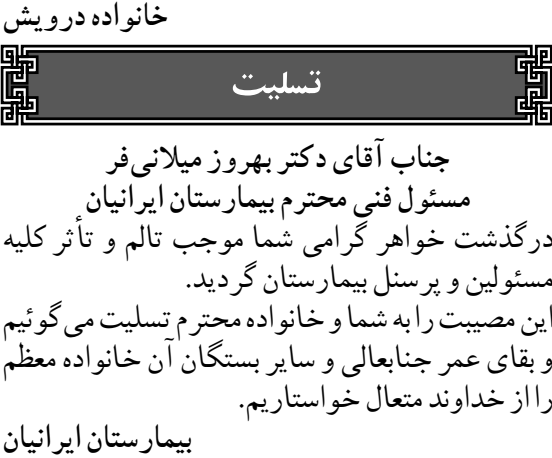 خانواده درویش
تسلیت
جناب آقای دکتر بهروز میلانی‌فر
مسئول فنی محترم بیمارستان ایرانیان
درگذشت خواهر گرامی شما موجب تالم و تأثر کلیه
مسئولین و پرسنل بیمارستان گردید.
این مصیبت را به شما و خانواده محترم تسلیت می‌گوئیم
و بقای عمر جنابعالی و سایر بستگان آن خانواده معظم
را از خداوند متعال خواستاریم.
بیمارستان ایرانیان